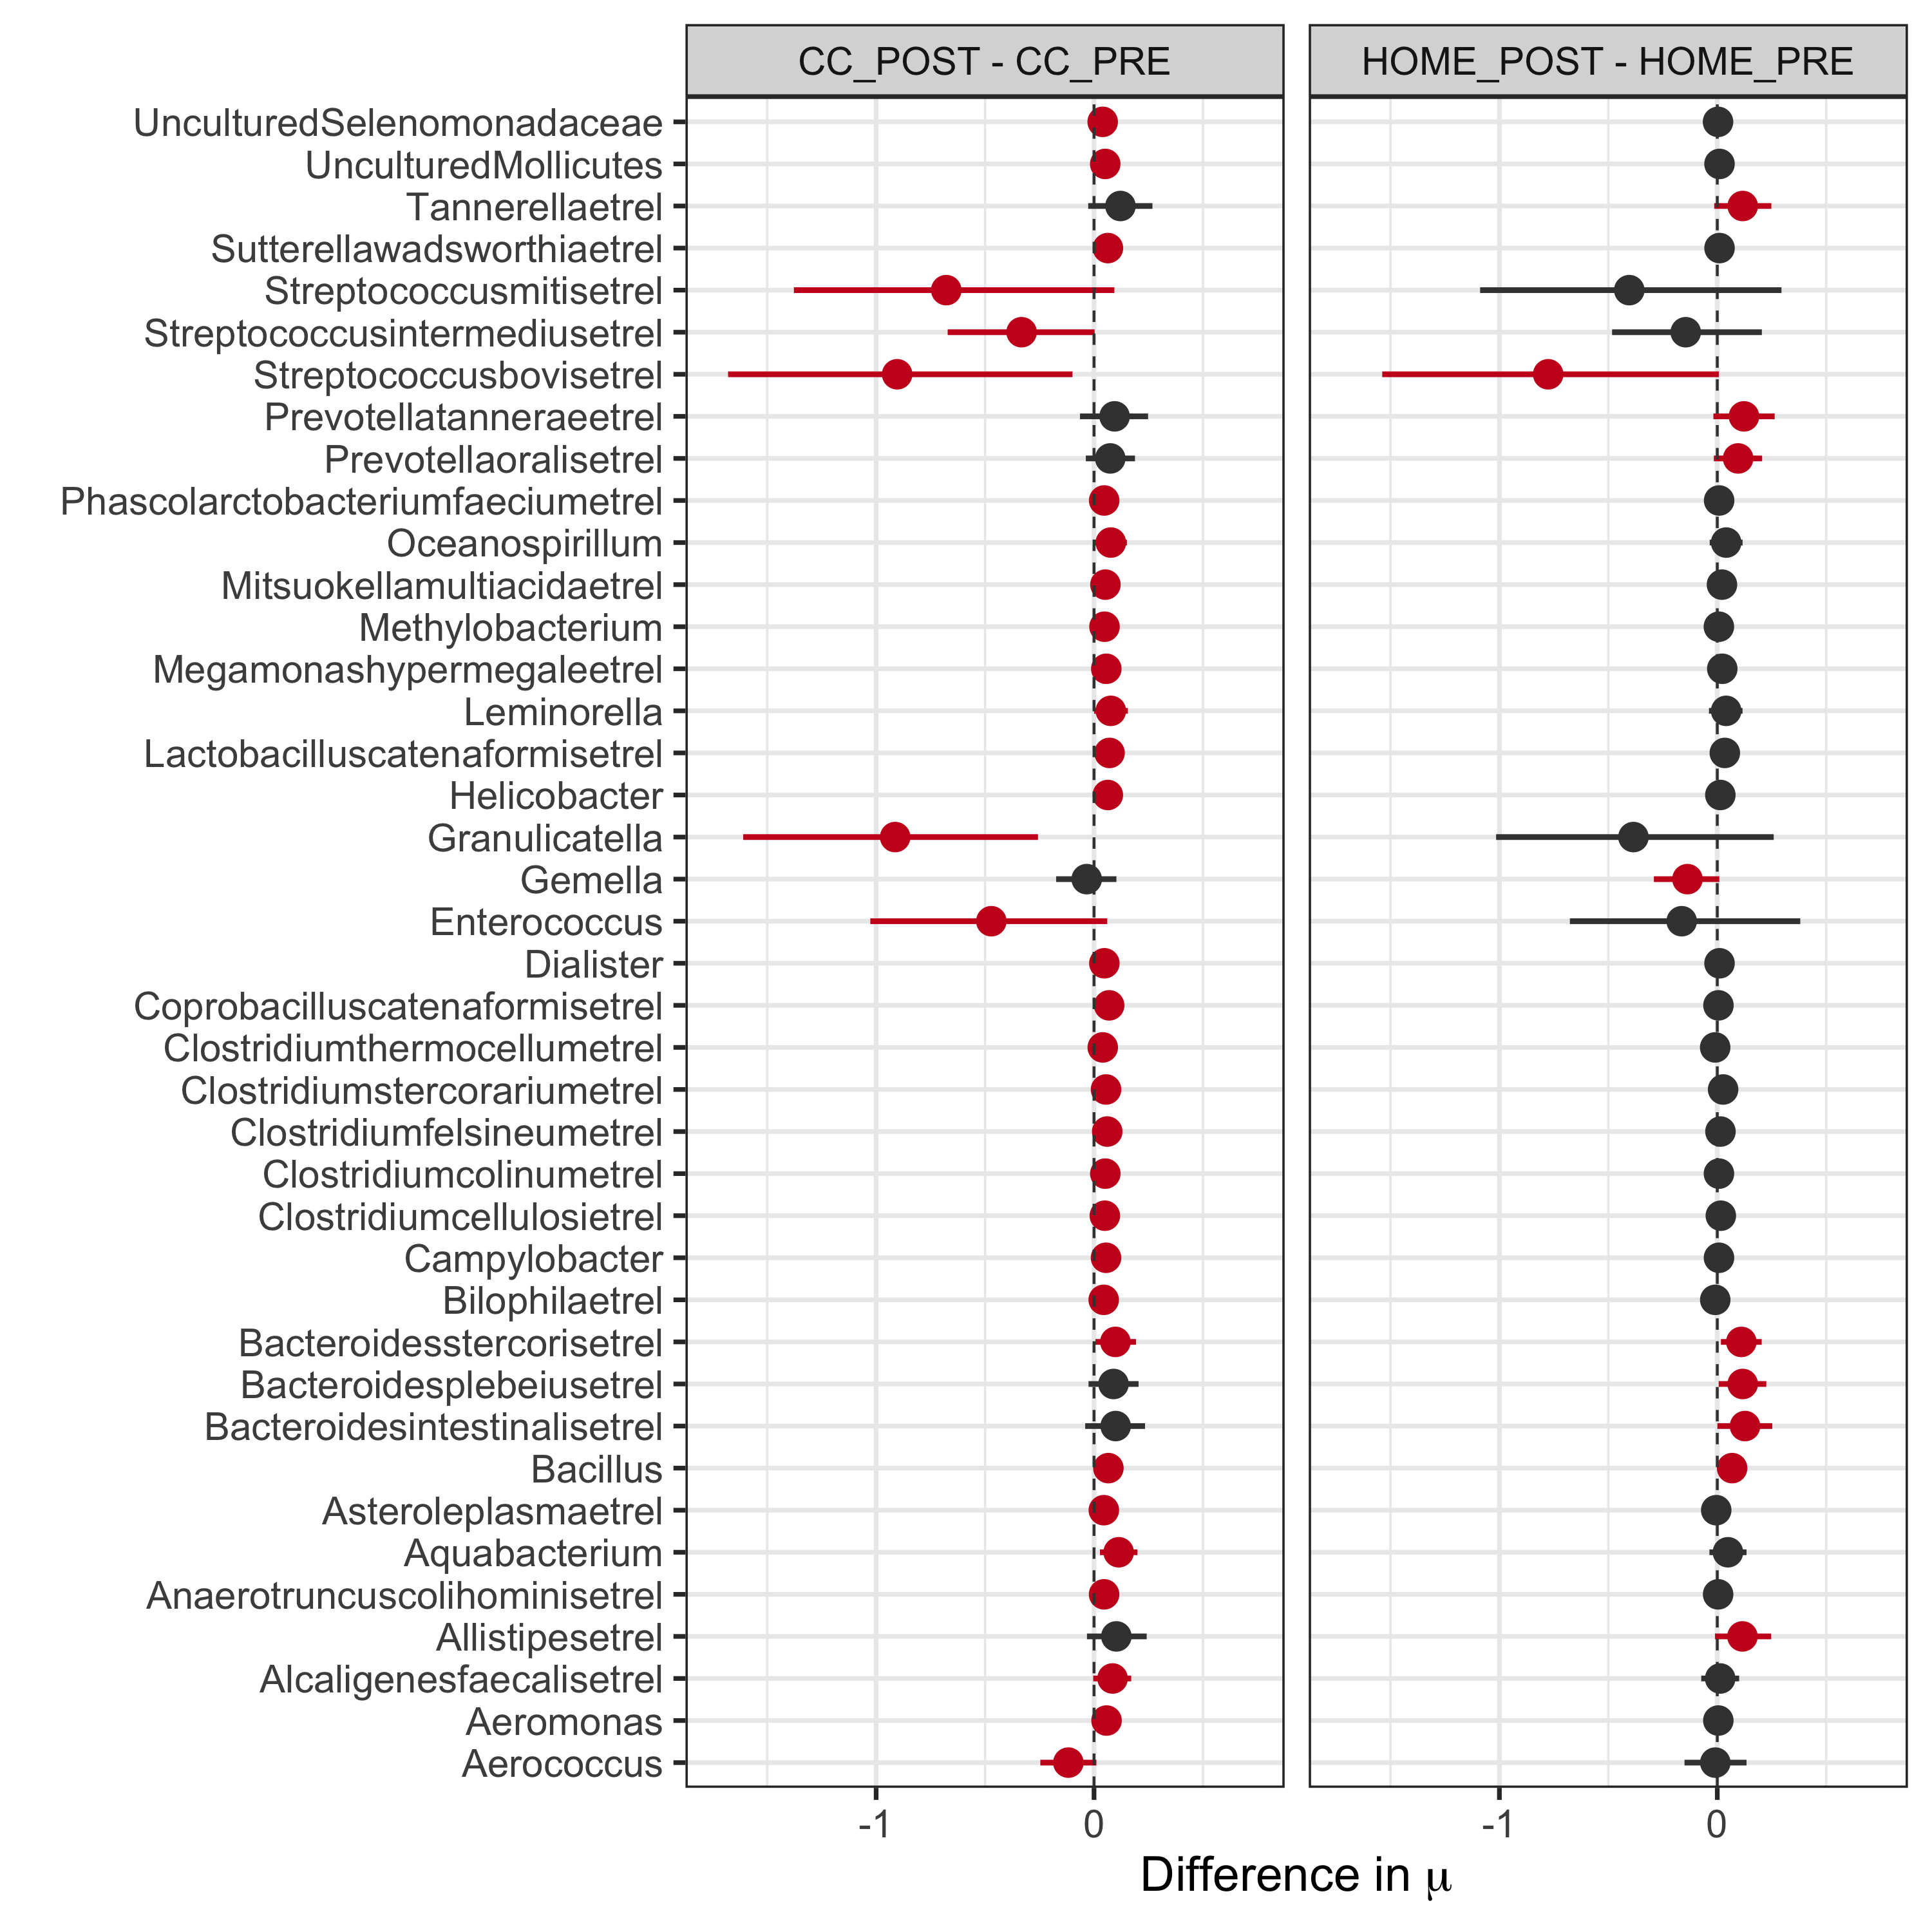 CC_POST - CC_PRE
HOME_POST - HOME_PRE
UnculturedSelenomonadaceae
UnculturedMollicutes
Tannerellaetrel
Sutterellawadsworthiaetrel
Streptococcusmitisetrel
Streptococcusintermediusetrel
Streptococcusbovisetrel
Prevotellatanneraeetrel
Prevotellaoralisetrel
Phascolarctobacteriumfaeciumetrel
Oceanospirillum
Mitsuokellamultiacidaetrel
Methylobacterium
Megamonashypermegaleetrel
Leminorella
Lactobacilluscatenaformisetrel
Helicobacter
Granulicatella
Gemella
Enterococcus
Dialister
Coprobacilluscatenaformisetrel
Clostridiumthermocellumetrel
Clostridiumstercorariumetrel
Clostridiumfelsineumetrel
Clostridiumcolinumetrel
Clostridiumcellulosietrel
Campylobacter
Bilophilaetrel
Bacteroidesstercorisetrel
Bacteroidesplebeiusetrel
Bacteroidesintestinalisetrel
Bacillus
Asteroleplasmaetrel
Aquabacterium
Anaerotruncuscolihominisetrel
Allistipesetrel
Alcaligenesfaecalisetrel
Aeromonas
Aerococcus
-1 0 -1 0
Difference in μ